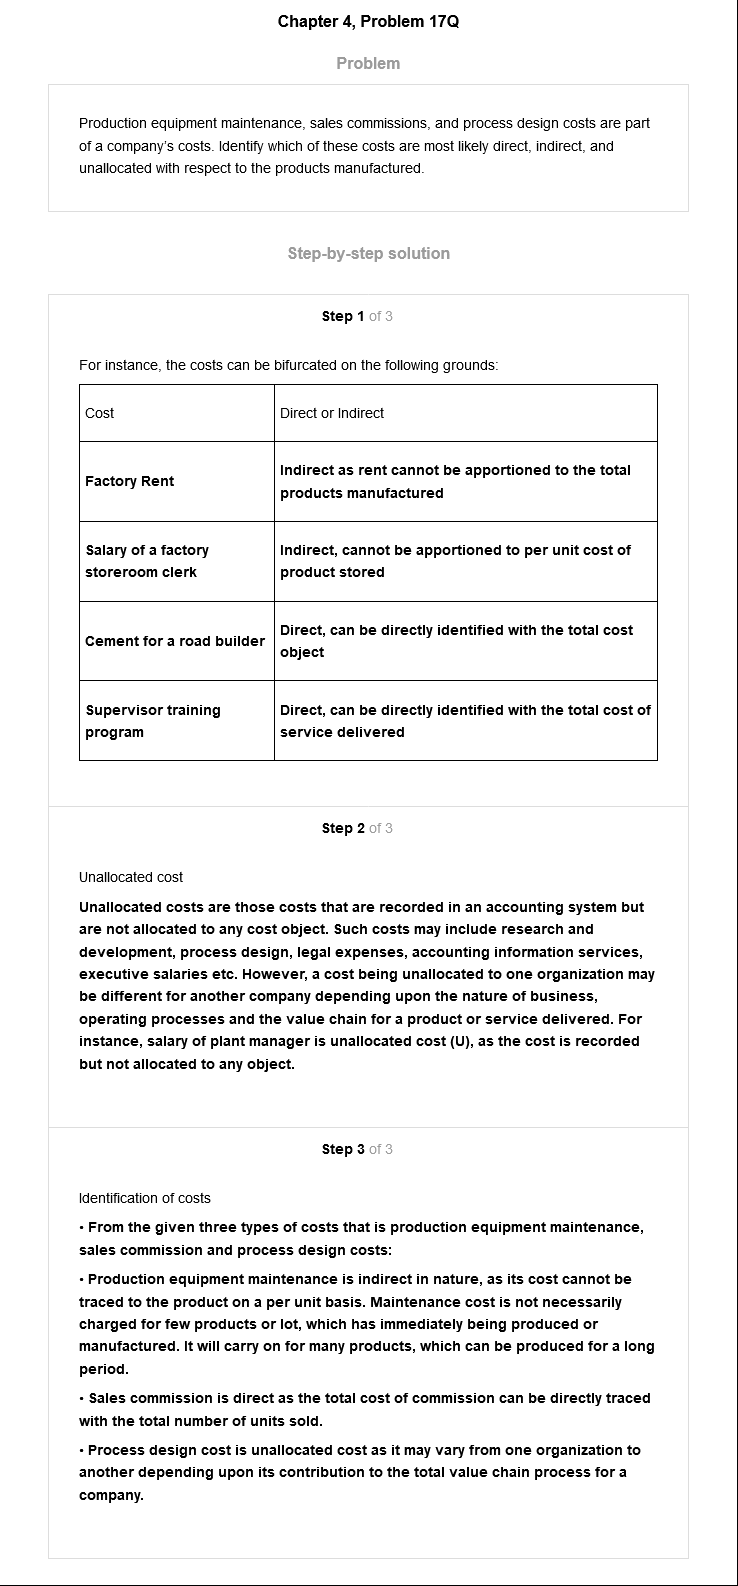 Chapter 4, Problem 17Q
Problem
Production equipment maintenance, sales commissions, and process design costs are part
of a company's costs. Identify which of these costs are most likely direct, indirect, and
unallocated with respect to the products manufactured.
Step-by-step solution
Step 1 of 3
For instance, the costs can be bifurcated on the following grounds:
Cost
Direct or Indirect
Factory Rent
Indirect as rent cannot be apportioned to the total
products manufactured
Salary of a factory
storeroom clerk
Indirect, cannot be apportioned to per unit cost of
product stored
Cement for a road builder
Direct, can be directly identified with the total cost
object
Supervisor training
program
Direct, can be directly identified with the total cost of
service delivered
Step 2 of 3
Unallocated cost
Unallocated costs are those costs that are recorded in an accounting system but
are not allocated to any cost object. Such costs may include research and
development, process design, legal expenses, accounting information services,
executive salaries etc. However, a cost being unallocated to one organization may
be different for another company depending upon the nature of business,
operating processes and the value chain for a product or service delivered. For
instance, salary of plant manager is unallocated cost (U), as the cost is recorded
but not allocated to any object.
Step 3 of 3
Identification of costs
• From the given three types of costs that is production equipment maintenance,
sales commission and process design costs:
• Production equipment maintenance is indirect in nature, as its cost cannot be
traced to the product on a per unit basis. Maintenance cost is not necessarily
charged for few products or lot, which has immediately being produced or
manufactured. It will carry on for many products, which can be produced for a long
period.
• Sales commission is direct as the total cost of commission can be directly traced
with the total number of units sold.
• Process design cost is unallocated cost as it may vary from one organization to
another depending upon its contribution to the total value chain process for a
company.